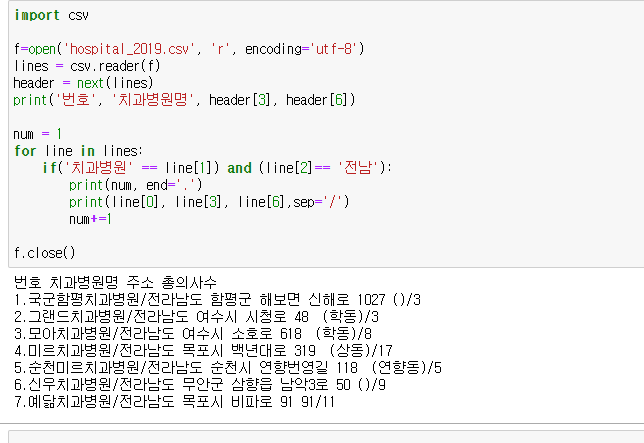 import csv
f=open('hospital_2019.csv', 'r', encoding='utf-8')
lines = csv.reader(f)
header = next(lines)
print('번호', '치과병원명', header[3], header[6])
num = 1
for line in lines:
if('치과병원' == line[1]) and (line[2]== '전남'):
print(num, end='.')
print(line[0], line[3], line[6],sep='/')
num+=1
f.close()
번호 치과병원명 주소 총의사수
1.국군함평치과병원/전라남도 함평군 해보면 신해로 1027 ()/3
2.그랜드치과병원/전라남도 여수시 시청로 48 (학동)/3
3.모아치과병원/전라남도 여수시 소호로 618 (학동)/8
4.미르치과병원/전라남도 목포시 백년대로 319 (상동)/17
5.순천미르치과병원/전라남도 순천시 연향번영길 118 (연향동)/5
6.신우치과병원/전라남도 무안군 삼향읍 남악3로 50 ()/9
7.예닮치과병원/전라남도 목포시 비파로 91 91/11